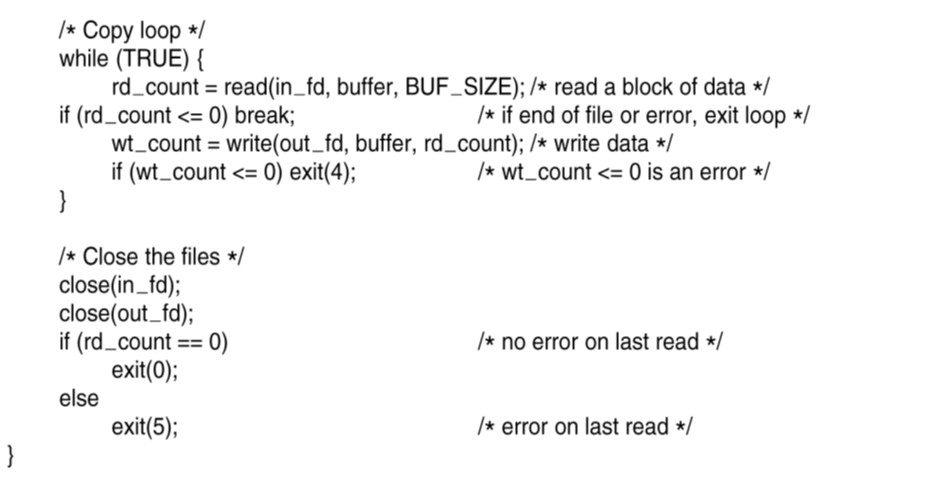 /* Copy loop */
while (TRUE) {
rd_count = read(in_fd, buffer, BUF_SIZE); /* read a block of data */
if (rd_count <= 0) break; /* if end of file or error, exit loop */
wt_count = write(out_fd, buffer, rd_count); /* write data */
if (wt_count <= 0) exit(4); /* wt_count <= 0 is an error */
}
/* Close the files */
close(in_fd);
close(out_fd);
if (rd_count == 0) /* no error on last read */
exit(0);
else
exit(5); /* error on last read */
}